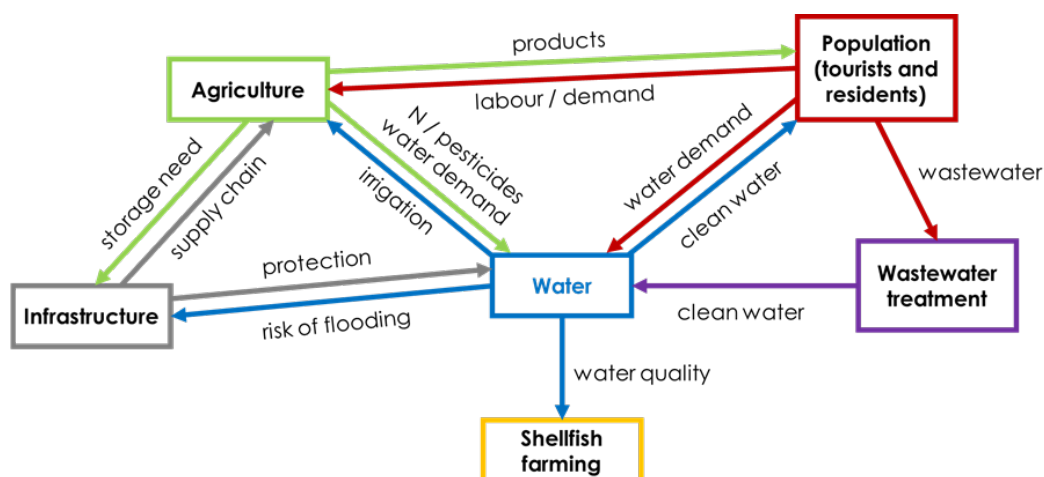 products
Population
(tourists and
residents)
Agriculture
labour / demand
N / pesticides
water demand
water demand
irrigation
clean water
wastewater
storage need
supply chain
protection
Water
Wastewater
treatment
Infrastructure
risk of flooding
clean water
water quality
Shellfish
farming